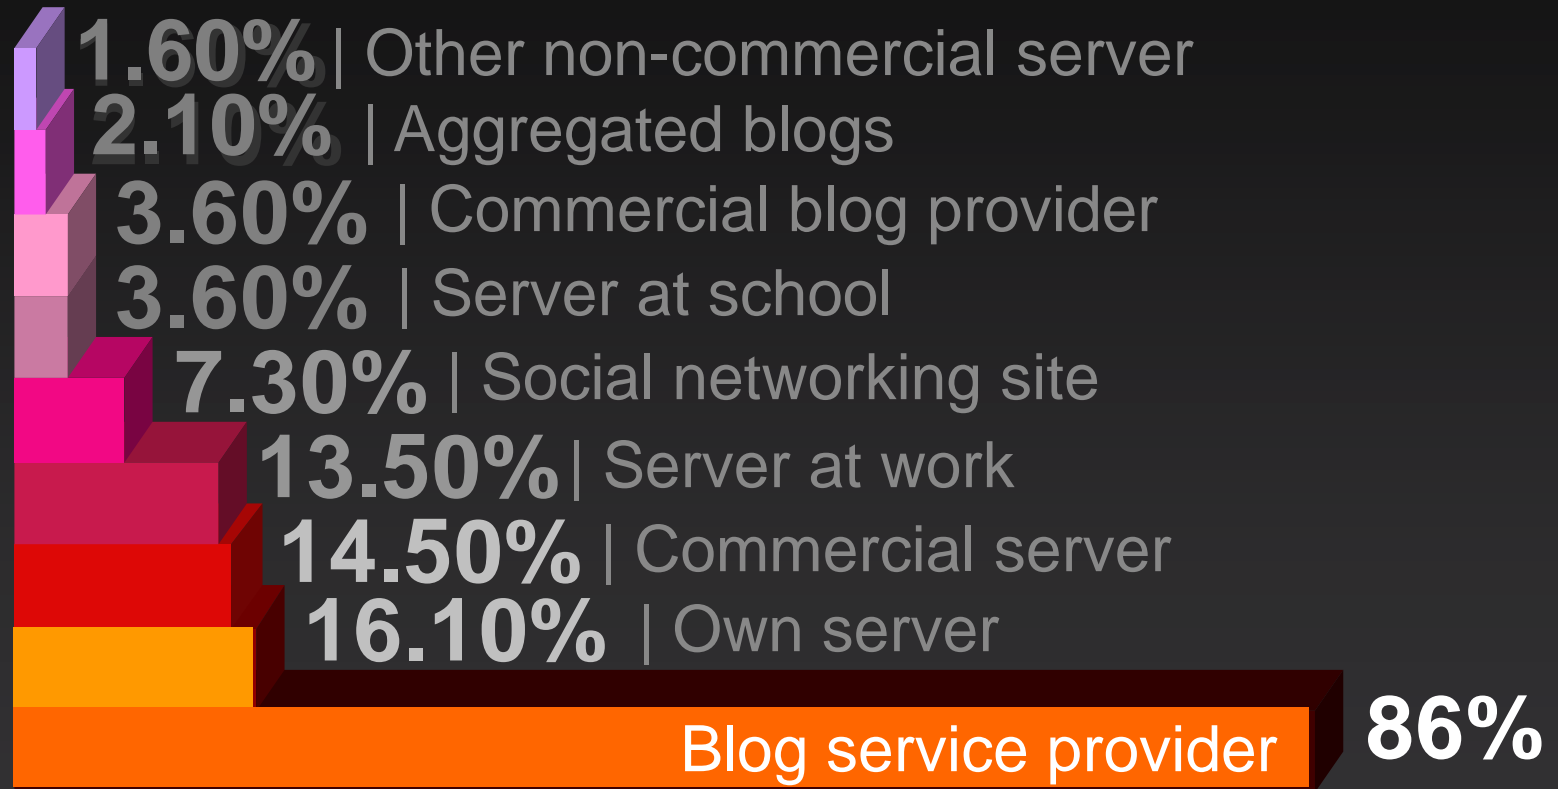 1.60% | Other non-commercial server
2.10% | Aggregated blogs
3.60% | Commercial blog provider
3.60% | Server at school
7.30% | Social networking site
13.50% | Server at work
14.50% | Commercial server
16.10% | Own server
Blog service provider 86%